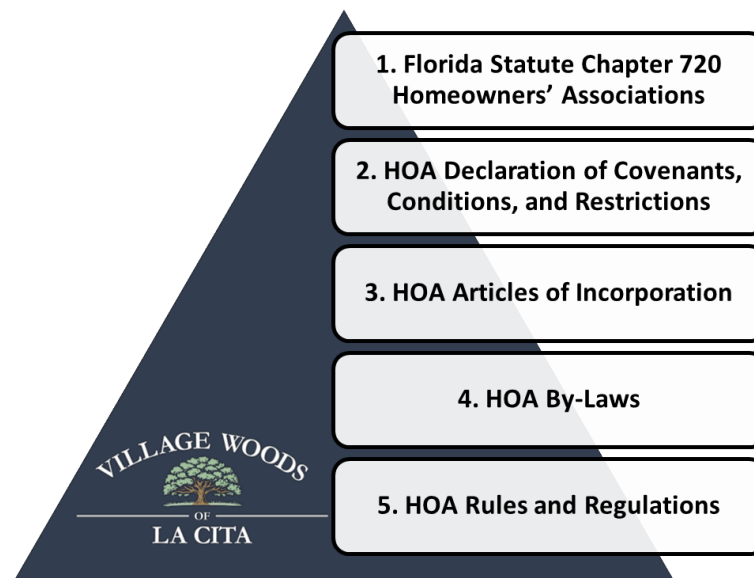 1. Florida Statute Chapter 720
Homeowners’ Associations
2. HOA Declaration of Covenants,
Conditions, and Restrictions
3. HOA Articles of Incorporation
4. HOA By-Laws
5. HOA Rules and Regulations
VILLAGE WOODS
OF
LA CITA